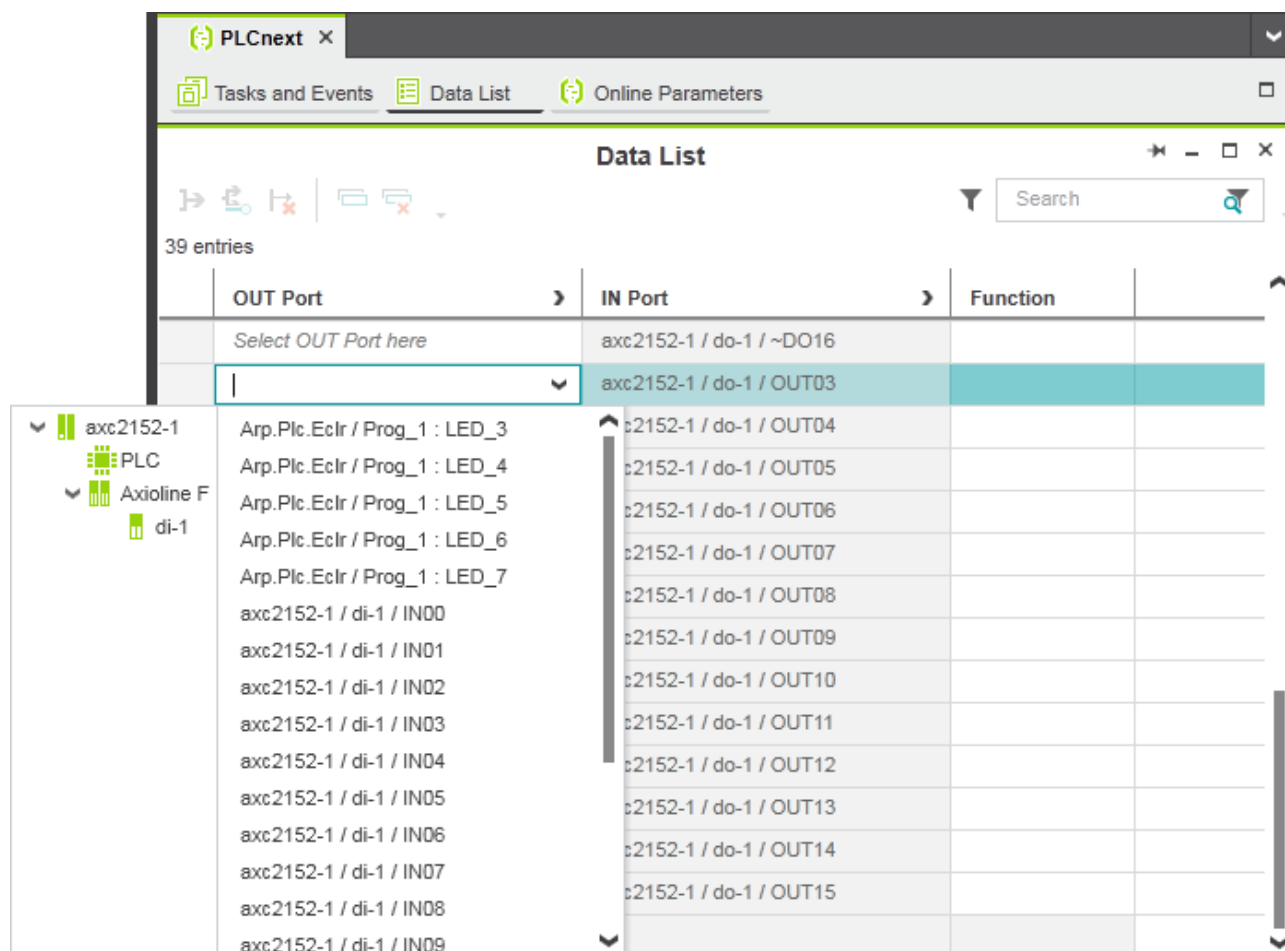 PLCnext
Tasks and Events Data List Online Parameters
Data List
Search
39 entries
OUT Port IN Port Function
Select OUT Port here axc2152-1 / do-1 / ~DO16
axc2152-1 / do-1 / OUT03
axc2152-1
PLC
Axioline F
di-1
Arp.Plc.Eclr / Prog_1 : LED_3
Arp.Plc.Eclr / Prog_1 : LED_4
Arp.Plc.Eclr / Prog_1 : LED_5
Arp.Plc.Eclr / Prog_1 : LED_6
Arp.Plc.Eclr / Prog_1 : LED_7
axc2152-1 / di-1 / IN00
axc2152-1 / di-1 / IN01
axc2152-1 / di-1 / IN02
axc2152-1 / di-1 / IN03
axc2152-1 / di-1 / IN04
axc2152-1 / di-1 / IN05
axc2152-1 / di-1 / IN06
axc2152-1 / di-1 / IN07
axc2152-1 / di-1 / IN08
axc2152-1 / di-1 / IN09
c2152-1 / do-1 / OUT04
c2152-1 / do-1 / OUT05
c2152-1 / do-1 / OUT06
c2152-1 / do-1 / OUT07
c2152-1 / do-1 / OUT08
c2152-1 / do-1 / OUT09
c2152-1 / do-1 / OUT10
c2152-1 / do-1 / OUT11
c2152-1 / do-1 / OUT12
c2152-1 / do-1 / OUT13
c2152-1 / do-1 / OUT14
c2152-1 / do-1 / OUT15